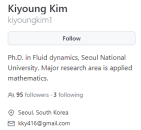 Kiyoung Kim
kiyoungkim1
Follow
Ph.D. in Fluid dynamics, Seoul National
University. Major research area is applied
mathematics.
95 followers · 3 following
Seoul, South Korea
kky416@gmail.com